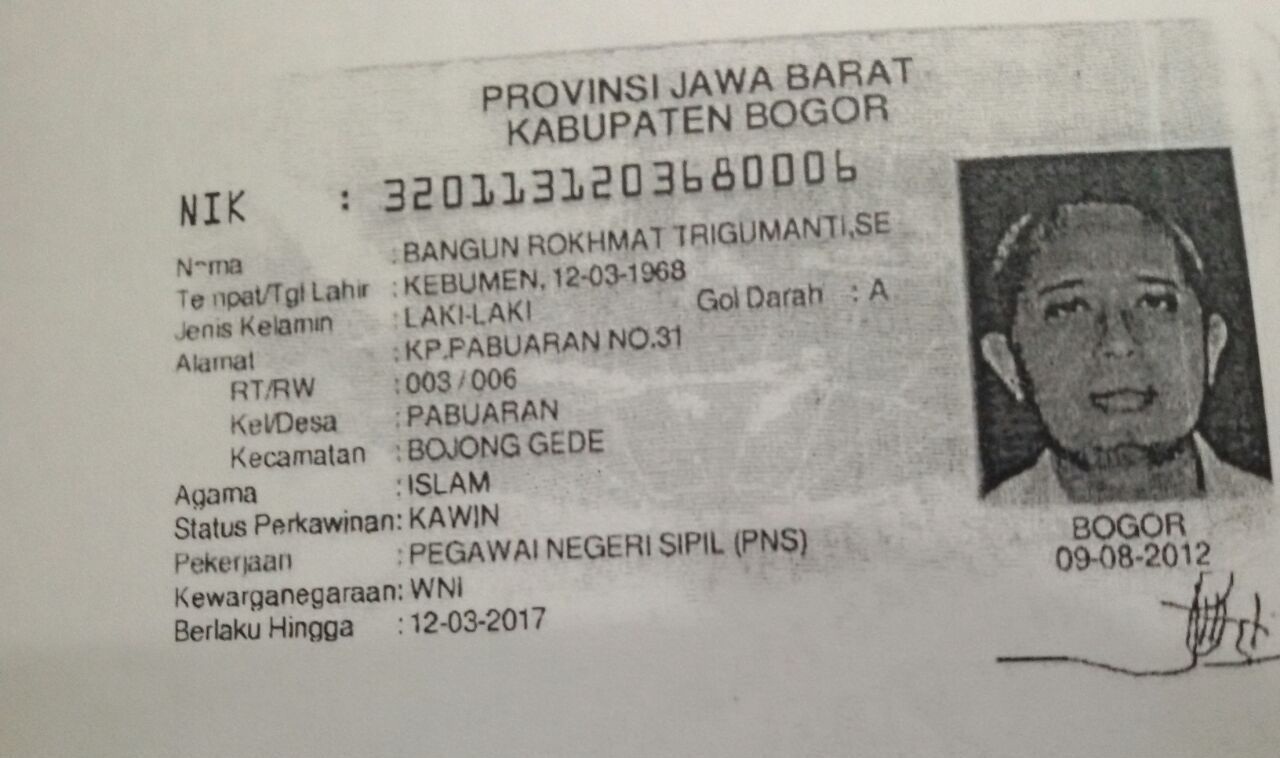 PROVINSI JAWA BARAT
KABUPATEN BOGOR
NIK : 3201131203680006
Nama : BANGUN ROKHMAT TRIGUMANTI,SE
Tempat/Tgl Lahir : KEBUMEN, 12-03-1968
Jenis Kelamin : LAKI-LAKI Gol Darah : A
Alamat : KP.PABUARAN NO.31
RT/RW : 003 / 006
Kel/Desa : PABUARAN
Kecamatan : BOJONG GEDE
Agama : ISLAM
Status Perkawinan: KAWIN
Pekerjaan : PEGAWAI NEGERI SIPIL (PNS)
Kewarganegaraan: WNI
Berlaku Hingga : 12-03-2017
BOGOR
09-08-2012